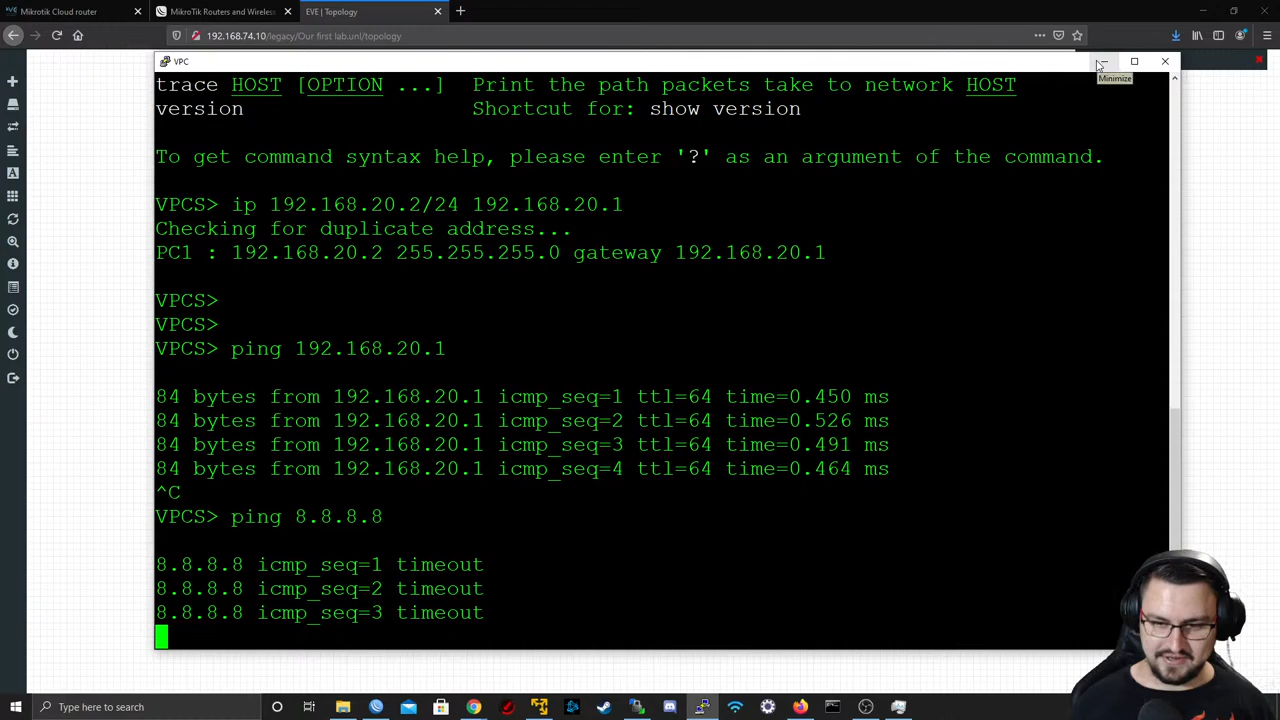 Mikrotik Cloud router
MikroTik Routers and Wireless
EVE | Topology
192.168.74.10/legacy/Our first lab.unl/topology
VPC
Minimize
trace HOST [OPTION ...] Print the path packets take to network HOST
version Shortcut for: show version
To get command syntax help, please enter '?' as an argument of the command.
VPCS> ip 192.168.20.2/24 192.168.20.1
Checking for duplicate address...
PC1 : 192.168.20.2 255.255.255.0 gateway 192.168.20.1
VPCS>
VPCS>
VPCS> ping 192.168.20.1
84 bytes from 192.168.20.1 icmp_seq=1 ttl=64 time=0.450 ms
84 bytes from 192.168.20.1 icmp_seq=2 ttl=64 time=0.526 ms
84 bytes from 192.168.20.1 icmp_seq=3 ttl=64 time=0.491 ms
84 bytes from 192.168.20.1 icmp_seq=4 ttl=64 time=0.464 ms
^C
VPCS> ping 8.8.8.8
8.8.8.8 icmp_seq=1 timeout
8.8.8.8 icmp_seq=2 timeout
8.8.8.8 icmp_seq=3 timeout
Type here to search